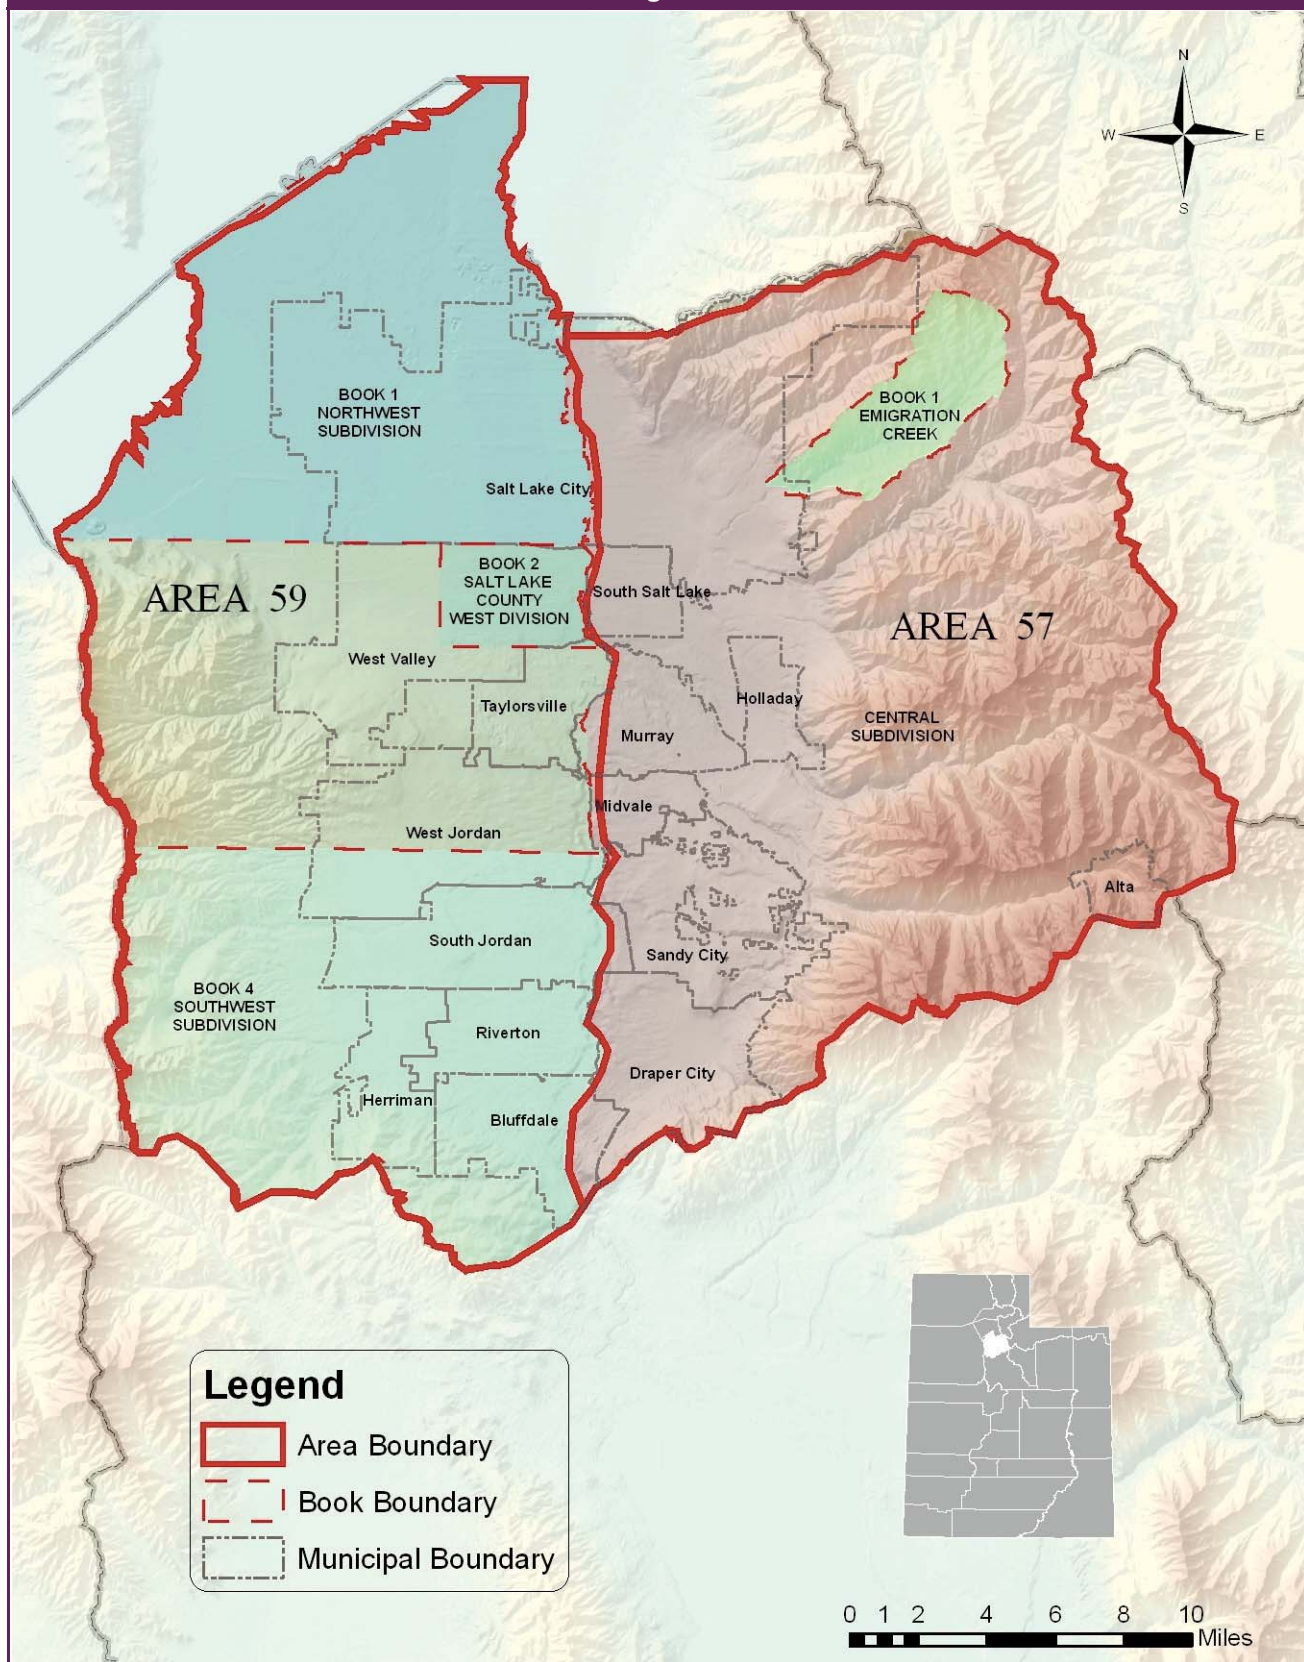 N
W
E
S
BOOK 1
NORTHWEST
SUBDIVISION
BOOK 1
EMIGRATION
CREEK
Salt Lake City
AREA 59
BOOK 2
SALT LAKE
COUNTY
WEST DIVISION
South Salt Lake
AREA 57
West Valley
Taylorsville
Holladay
Murray
CENTRAL
SUBDIVISION
Midvale
West Jordan
Alta
South Jordan
Sandy City
BOOK 4
SOUTHWEST
SUBDIVISION
Riverton
Draper City
Herriman
Bluffdale
Legend
Area Boundary
Book Boundary
Municipal Boundary
0 1 2 4 6 8 10
Miles